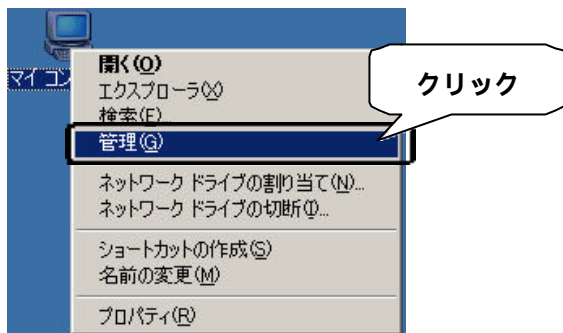 マイ コン
開く(O)
エクスプローラ(X)
検索(E)...
管理(G)
ネットワーク ドライブの割り当て(N)...
ネットワーク ドライブの切断(I)...
ショートカットの作成(S)
名前の変更(M)
プロパティ(R)
クリック